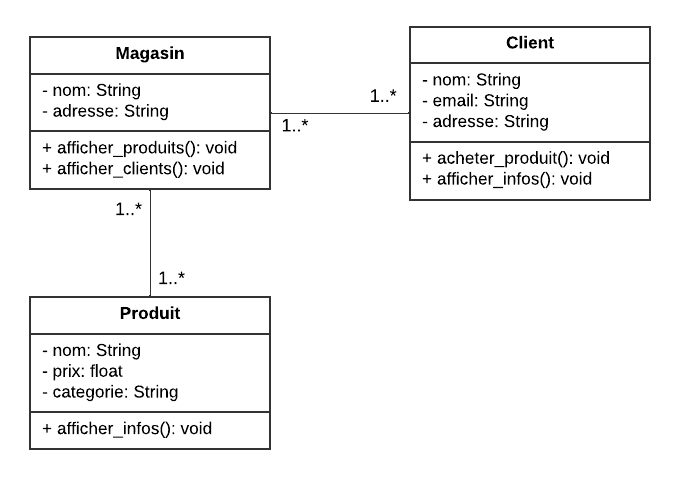 Magasin
- nom: String
- adresse: String
+ afficher_produits(): void
+ afficher_clients(): void
Client
- nom: String
- email: String
- adresse: String
+ acheter_produit(): void
+ afficher_infos(): void
1..*
1..*
1..*
1..*
Produit
- nom: String
- prix: float
- categorie: String
+ afficher_infos(): void